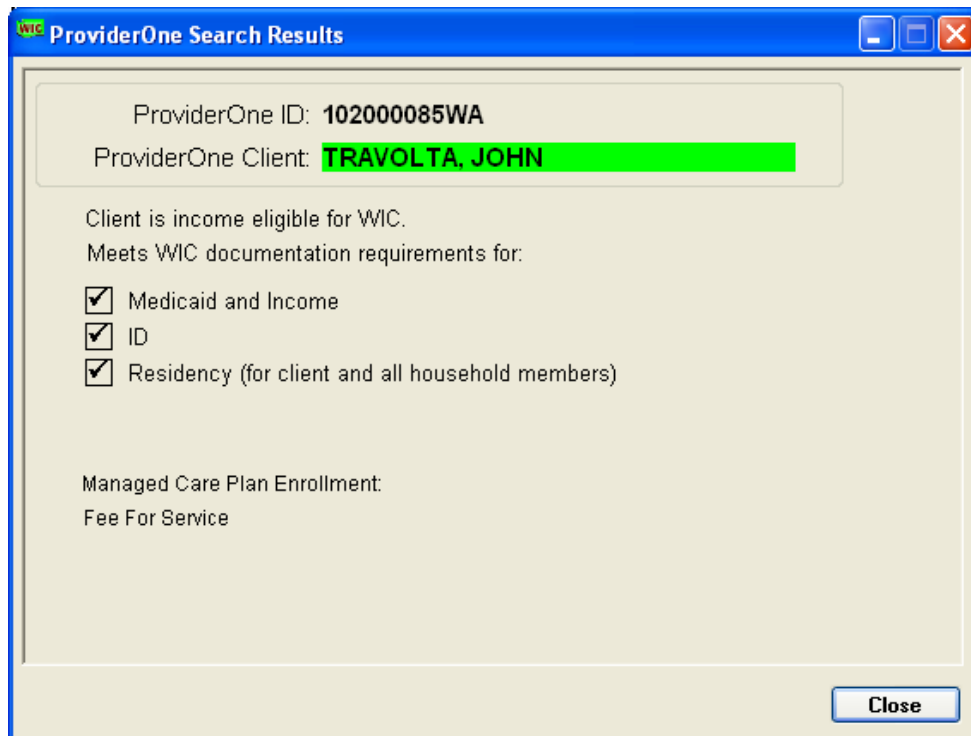 WIC ProviderOne Search Results
ProviderOne ID: 102000085WA
ProviderOne Client: TRAVOLTA, JOHN
Client is income eligible for WIC.
Meets WIC documentation requirements for:
Medicaid and Income
ID
Residency (for client and all household members)
Managed Care Plan Enrollment:
Fee For Service
Close